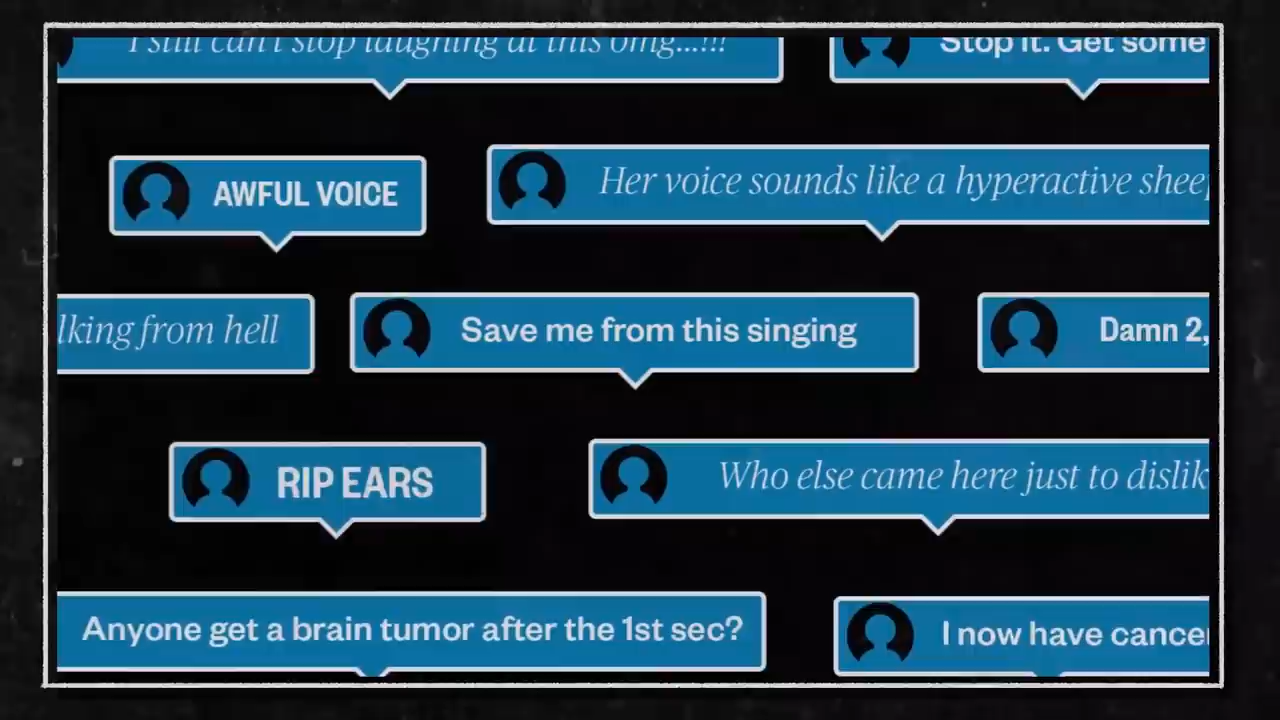 I still can't stop laughing at this omg...!!!
Stop it. Get some
AWFUL VOICE
Her voice sounds like a hyperactive shee
lking from hell
Save me from this singing
Damn 2,
RIP EARS
Who else came here just to dislik
Anyone get a brain tumor after the 1st sec?
I now have cance